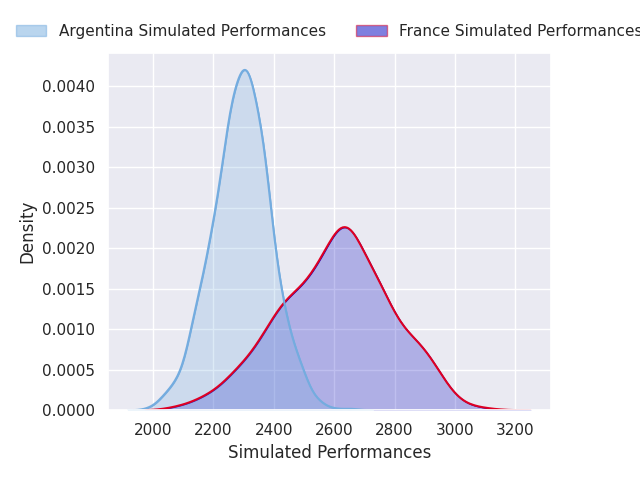 Argentina Simulated Performances France Simulated Performances
0.0040
0.0035
0.0030
0.0025
0.0020
0.0015
0.0010
0.0005
0.0000
Density
2000 2200 2400 2600 2800 3000 3200
Simulated Performances